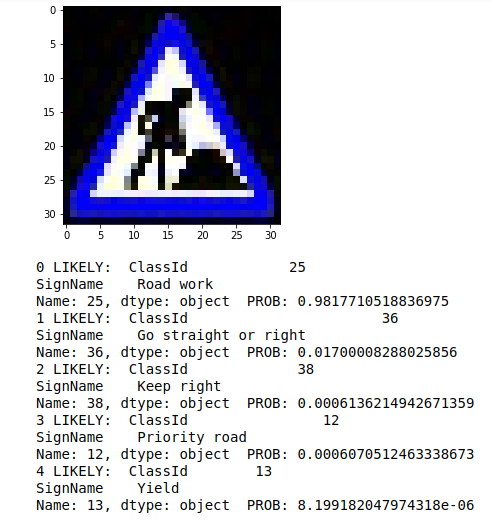 0
5
10
15
20
25
30
0 5 10 15 20 25 30
0 LIKELY: ClassId 25
SignName Road work
Name: 25, dtype: object PROB: 0.9817710518836975
1 LIKELY: ClassId 36
SignName Go straight or right
Name: 36, dtype: object PROB: 0.01700008288025856
2 LIKELY: ClassId 38
SignName Keep right
Name: 38, dtype: object PROB: 0.0006136214942671359
3 LIKELY: ClassId 12
SignName Priority road
Name: 12, dtype: object PROB: 0.0006070512463338673
4 LIKELY: ClassId 13
SignName Yield
Name: 13, dtype: object PROB: 8.199182047974318e-06